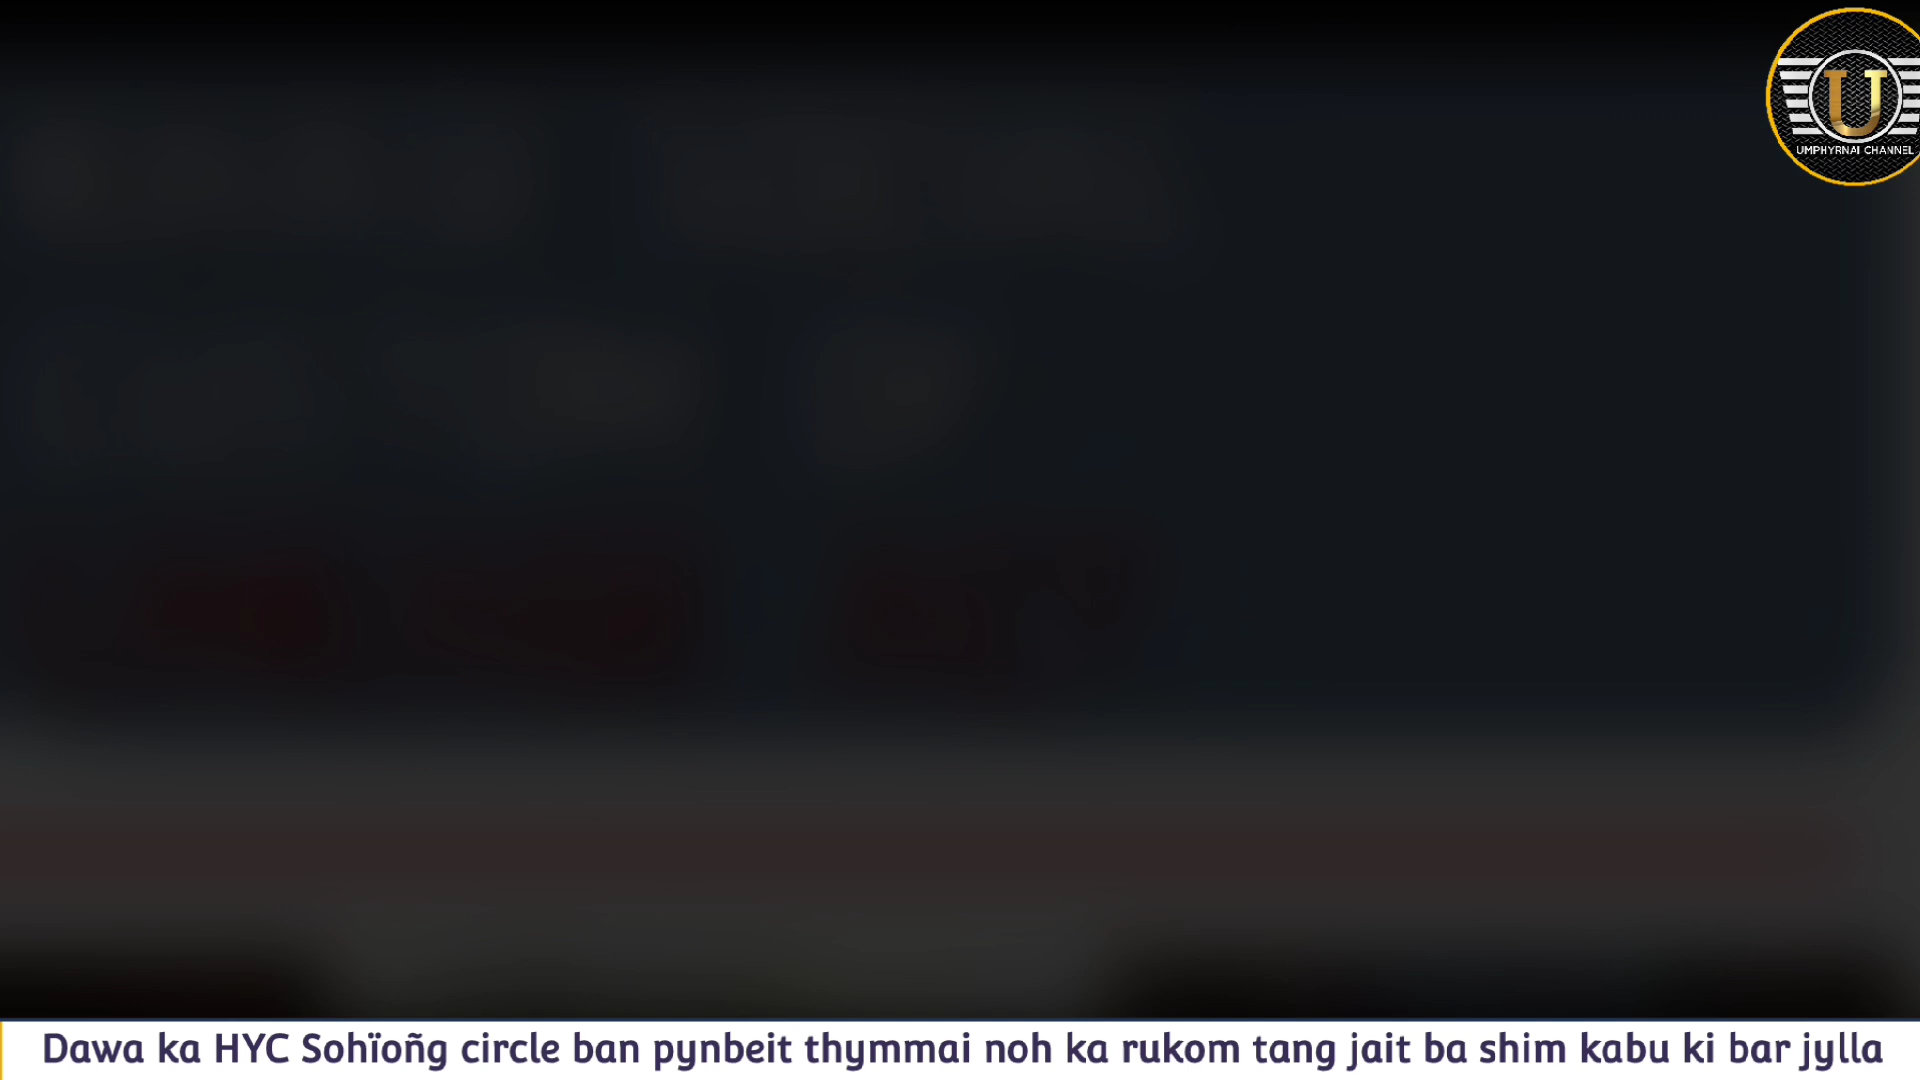 U
UMPHYRNAI CHANNEL
Dawa ka HYC Sohïoñg circle ban pynbeit thymmai noh ka rukom tang jait ba shim kabu ki bar jylla